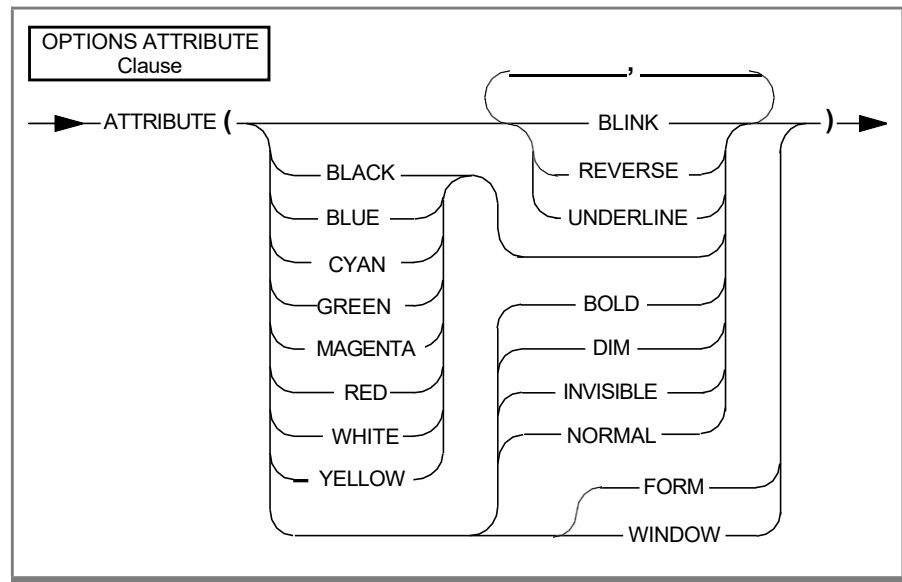 OPTIONS ATTRIBUTE
Clause
,
ATTRIBUTE ( BLINK )
BLACK REVERSE
BLUE UNDERLINE
CYAN
GREEN BOLD
MAGENTA DIM
RED INVISIBLE
WHITE NORMAL
YELLOW FORM
WINDOW